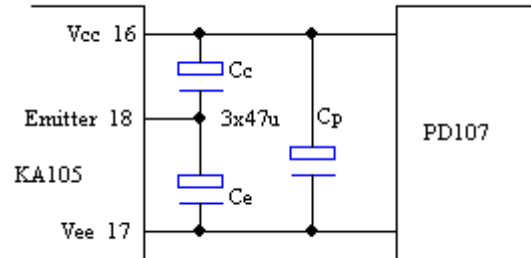 Vcc 16
Cc
Emitter 18
3x47u
Cp
PD107
KA105
Ce
Vee 17